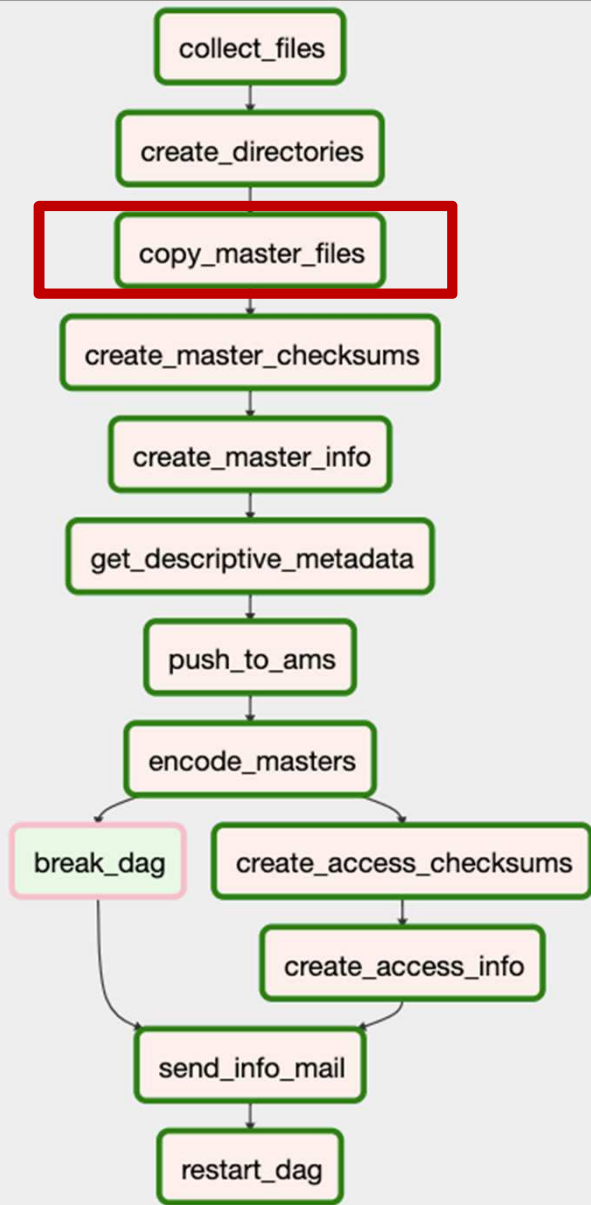 collect_files
create_directories
copy_master_files
create_master_checksums
create_master_info
get_descriptive_metadata
push_to_ams
encode_masters
break_dag
create_access_checksums
create_access_info
send_info_mail
restart_dag